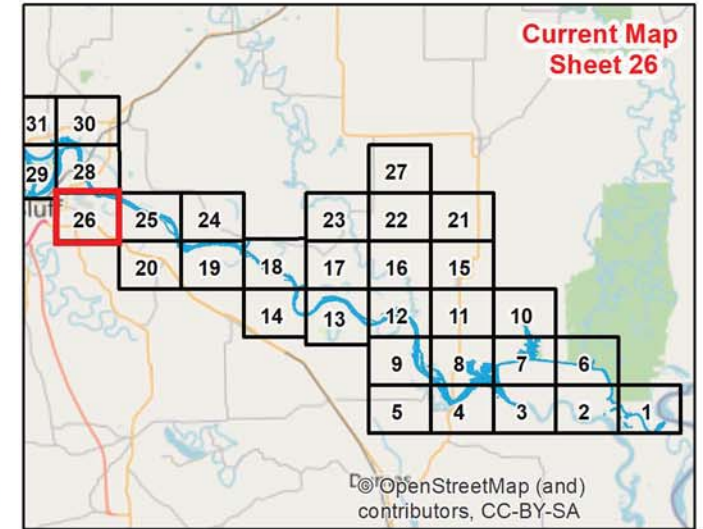 Current Map
Sheet 26
31 30
29 28 27
26 25 24 23 22 21
20 19 18 17 16 15
14 13 12 11 10
9 8 7 6
5 4 3 2 1
© OpenStreetMap (and)
contributors, CC-BY-SA